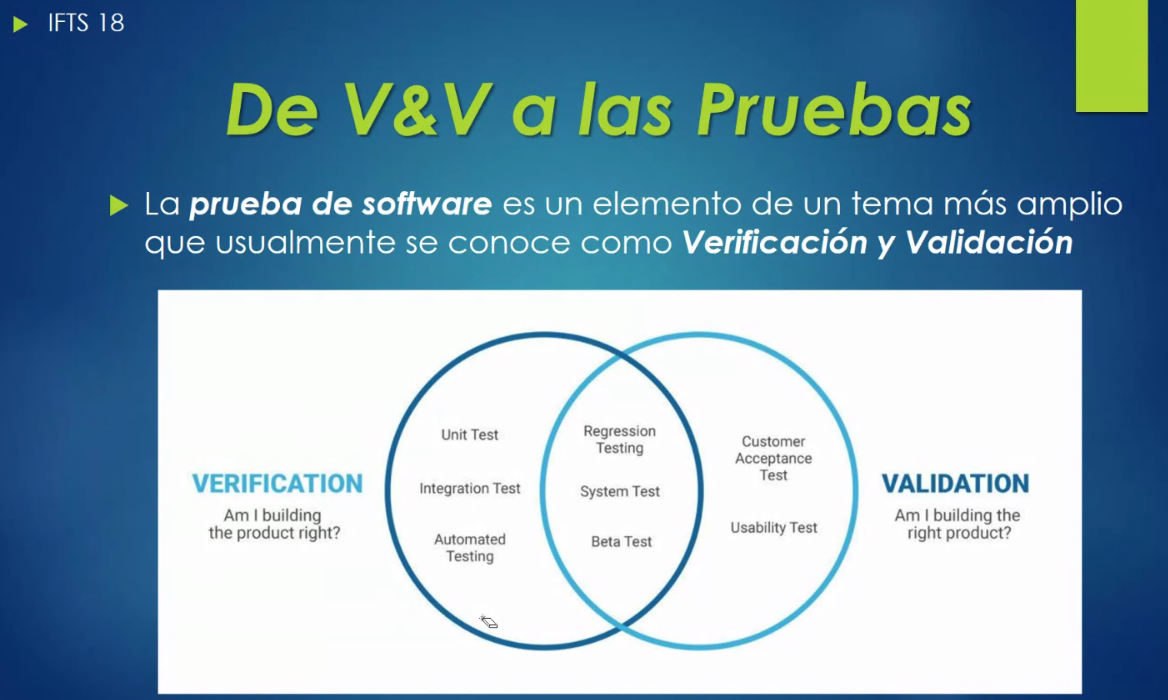 IFTS 18
De V&V a las Pruebas
La prueba de software es un elemento de un tema más amplio
que usualmente se conoce como Verificación y Validación
VERIFICATION
Am I building
the product right?
Unit Test
Integration Test
Automated
Testing
Regression
Testing
System Test
Beta Test
Customer
Acceptance
Test
Usability Test
VALIDATION
Am I building the
right product?